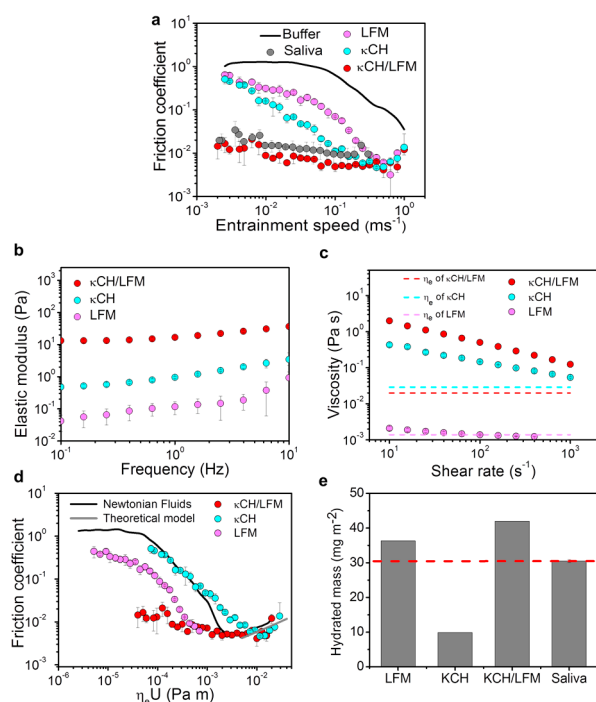 a
Friction coefficient
10¹
10⁰
10⁻¹
10⁻²
10⁻³
Buffer
Saliva
LFM
κCH
κCH/LFM
10⁻³ 10⁻² 10⁻¹ 10⁰
Entrainment speed (ms⁻¹)
b
Elastic modulus (Pa)
10³
10²
10¹
10⁰
10⁻¹
10⁻²
κCH/LFM
κCH
LFM
10⁻¹ 10⁰ 10¹
Frequency (Hz)
c
Viscosity (Pa s)
10¹
10⁰
10⁻¹
10⁻²
10⁻³
ηₑ of κCH/LFM
ηₑ of κCH
ηₑ of LFM
κCH/LFM
κCH
LFM
10¹ 10² 10³
Shear rate (s⁻¹)
d
Friction coefficient
10¹
10⁰
10⁻¹
10⁻²
10⁻³
Newtonian Fluids
Theoretical model
κCH/LFM
κCH
LFM
10⁻⁶ 10⁻⁵ 10⁻⁴ 10⁻³ 10⁻²
ηₑU (Pa m)
e
Hydrated mass (mg m⁻²)
50
40
30
20
10
0
LFM KCH KCH/LFM Saliva